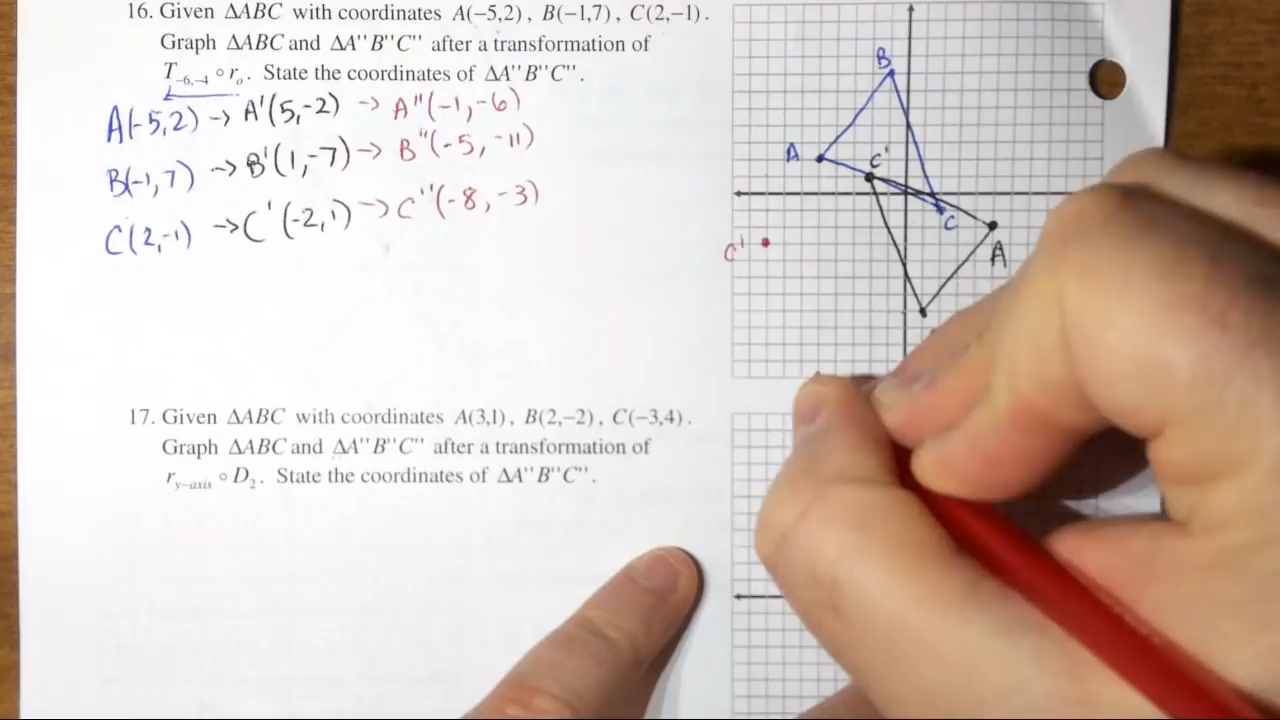 16. Given ΔABC with coordinates A(−5,2), B(−1,7), C(2,−1).
Graph ΔABC and ΔA''B''C'' after a transformation of
T₋₆,₋₄ ∘ rₒ. State the coordinates of ΔA''B''C''.
A(-5,2) → A'(5,-2) → A''(-1,-6)
B(-1,7) → B'(1,-7) → B''(-5,-11)
C(2,-1) → C'(-2,1) → C''(-8,-3)
B
A
C'
C
C'
A
17. Given ΔABC with coordinates A(3,1), B(2,−2), C(−3,4).
Graph ΔABC and ΔA''B''C'' after a transformation of
r y−axis ∘ D₂. State the coordinates of ΔA''B''C''.